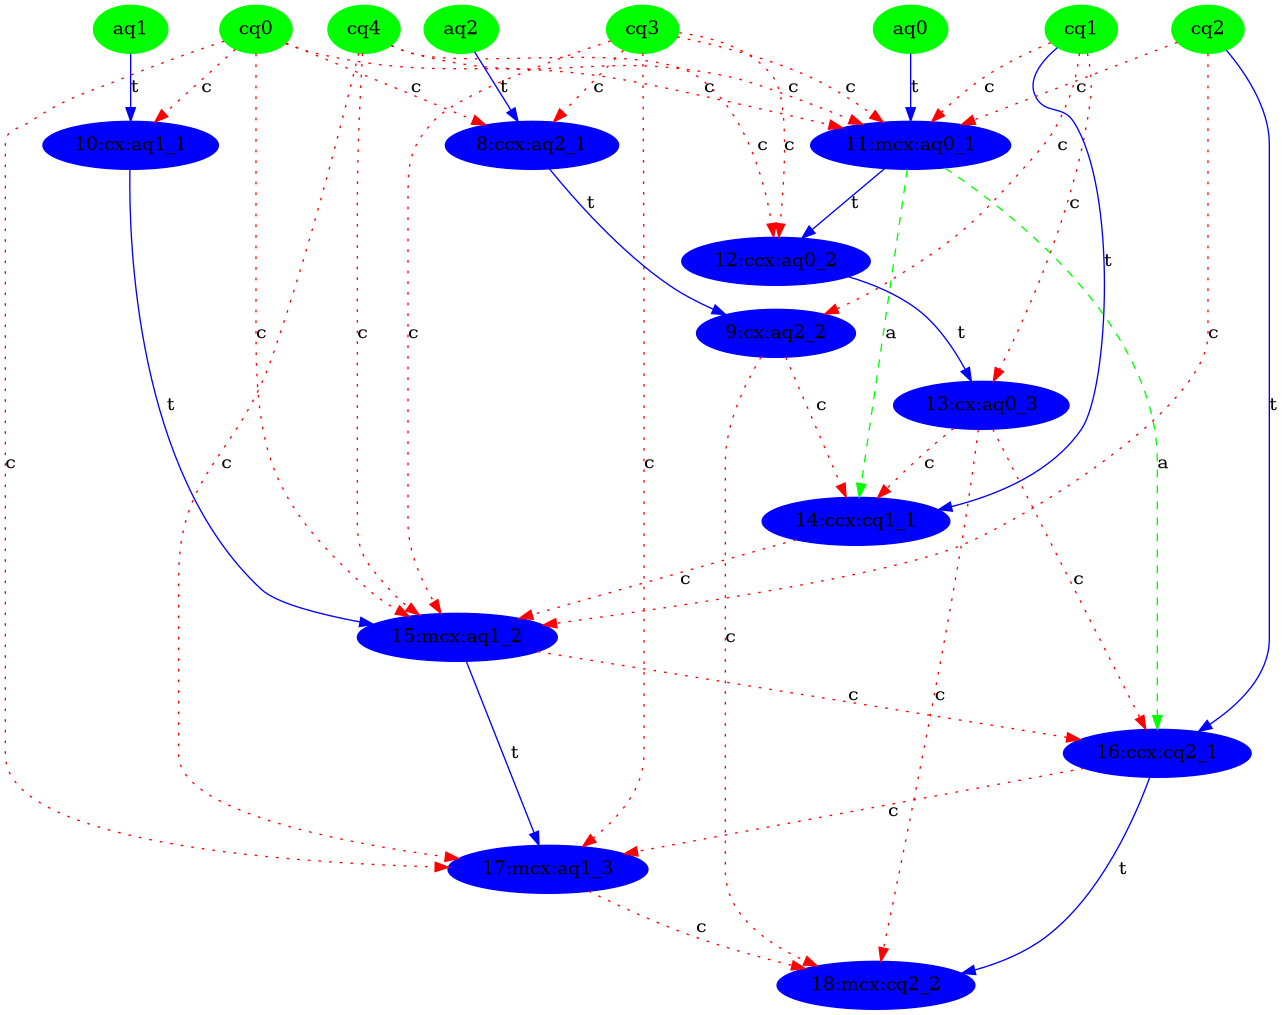 aq1 cq0 cq4 aq2 cq3 aq0 cq1 cq2
t c c t c c c c t c c
10:cx:aq1_1 8:ccx:aq2_1 11:mcx:aq0_1
c c c c
t t c
12:ccx:aq0_2 t
9:cx:aq2_2
c c c a t c
t c 13:cx:aq0_3 t
c c c c c a
14:ccx:cq1_1
c c
15:mcx:aq1_2 c
c c
t 16:ccx:cq2_1
c
17:mcx:aq1_3 t
c
18:mcx:cq2_2